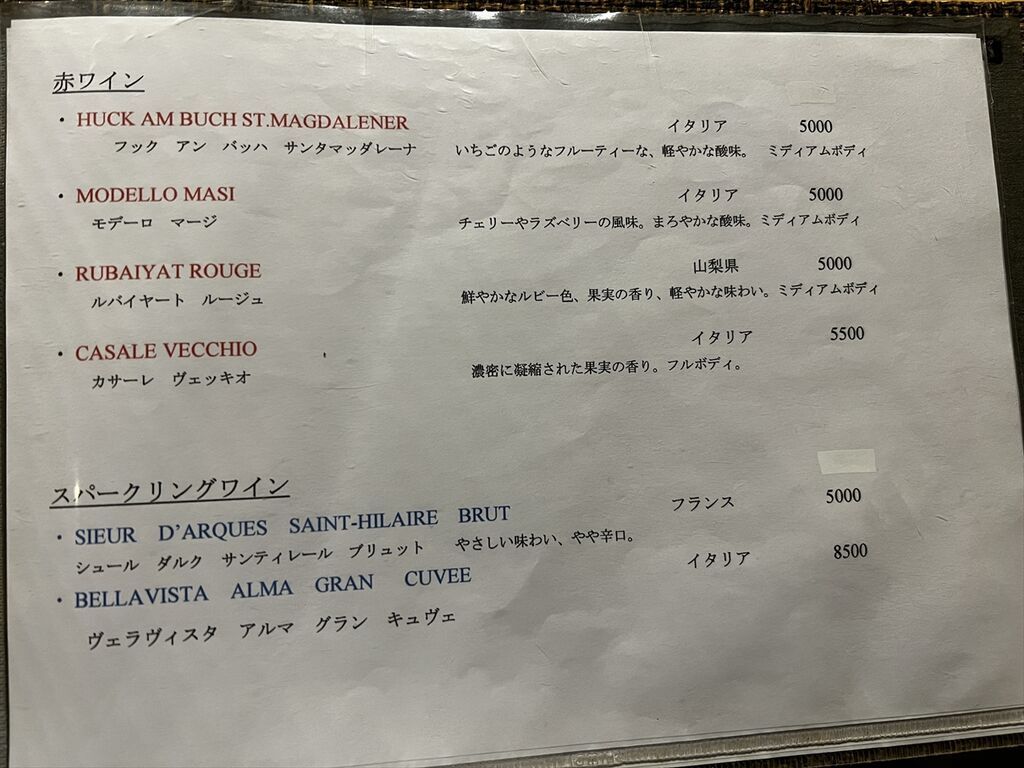 赤ワイン
・ HUCK AM BUCH ST.MAGDALENER イタリア 5000
フック アン バッハ サンタマッダレーナ いちごのようなフルーティーな、軽やかな酸味。 ミディアムボディ
・ MODELLO MASI イタリア 5000
モデーロ マージ チェリーやラズベリーの風味。まろやかな酸味。ミディアムボディ
・ RUBAIYAT ROUGE 山梨県 5000
ルバイヤート ルージュ 鮮やかなルビー色、果実の香り、軽やかな味わい。ミディアムボディ
・ CASALE VECCHIO イタリア 5500
カサーレ ヴェッキオ 濃密に凝縮された果実の香り。フルボディ。
スパークリングワイン
・ SIEUR D’ARQUES SAINT-HILAIRE BRUT フランス 5000
シュール ダルク サンティレール ブリュット やさしい味わい、やや辛口。
・ BELLAVISTA ALMA GRAN CUVEE イタリア 8500
ヴェラヴィスタ アルマ グラン キュヴェ